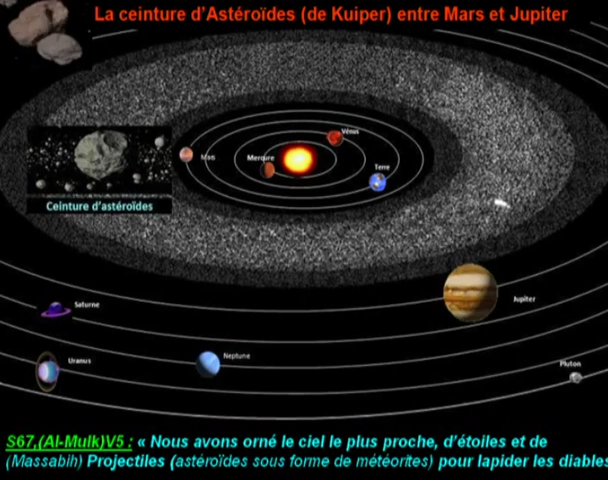 La ceinture d'Astéroïdes (de Kuiper) entre Mars et Jupiter
Vénus
Mars
Mercure
Terre
Ceinture d'astéroïdes
Saturne
Jupiter
Uranus
Neptune
Pluton
S67,(Al-Mulk)V5 : « Nous avons orné le ciel le plus proche, d'étoiles et de
(Massabih) Projectiles (astéroïdes sous forme de météorites) pour lapider les diables